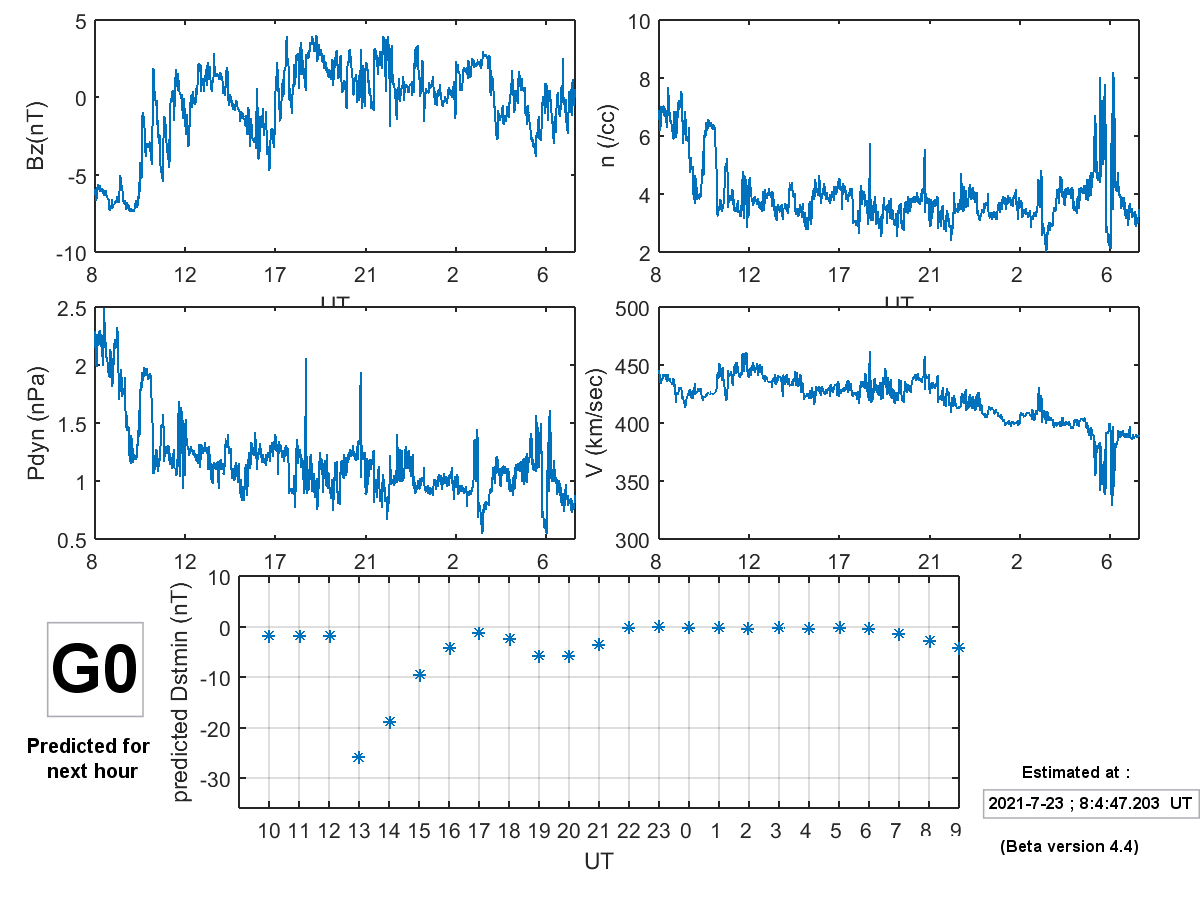 5
0
-5
-10
Bz(nT)
8 12 17 21 2 6
UT
10
8
6
4
2
n (/cc)
8 12 17 21 2 6
UT
2.5
2
1.5
1
0.5
Pdyn (nPa)
8 12 17 21 2 6
500
450
400
350
300
V (km/sec)
8 12 17 21 2 6
G0
Predicted for
next hour
10
0
-10
-20
-30
predicted Dstmin (nT)
10 11 12 13 14 15 16 17 18 19 20 21 22 23 0 1 2 3 4 5 6 7 8 9
UT
Estimated at :
2021-7-23 ; 8:4:47.203 UT
(Beta version 4.4)